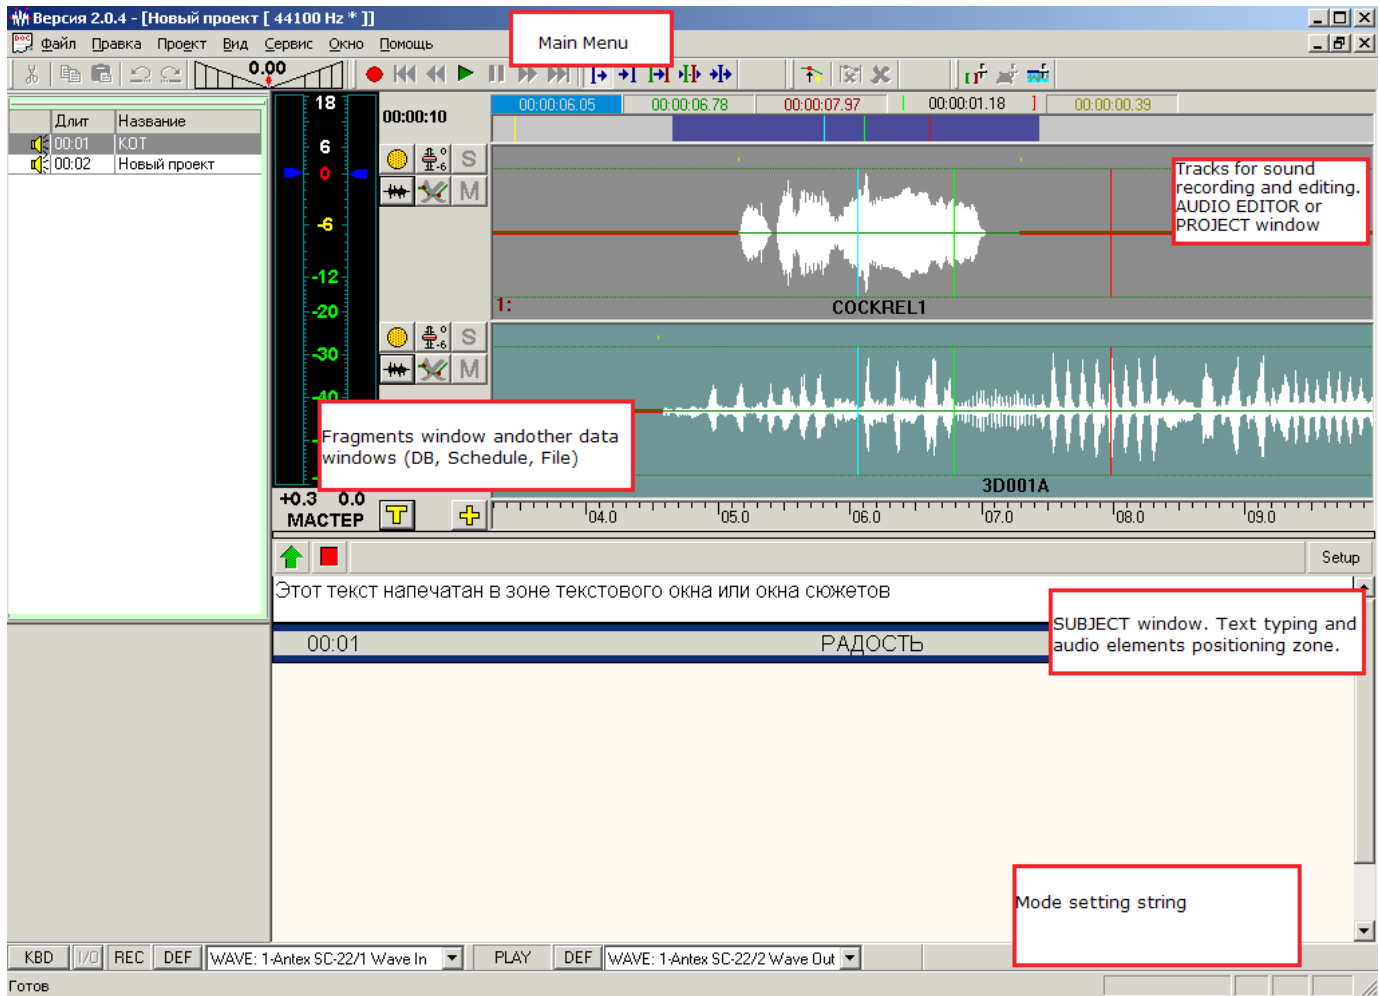 Версия 2.0.4 - [Новый проект [ 44100 Hz * ]]
Файл Правка Проект Вид Сервис Окно Помощь
Main Menu
0.00
Длит Название
00:01 КОТ
00:02 Новый проект
18
6
0
-6
-12
-20
-30
-40
+0.3 0.0
МАСТЕР
00:00:10
00:00:06.05 00:00:06.78 00:00:07.97 00:00:01.18 00:00:00.39
S
M
Tracks for sound
recording and editing.
AUDIO EDITOR or
PROJECT window
1:
COCKREL1
S
M
Fragments window andother data
windows (DB, Schedule, File)
3D001A
T
04.0 05.0 06.0 07.0 08.0 09.0
Setup
Этот текст напечатан в зоне текстового окна или окна сюжетов
SUBJECT window. Text typing and
audio elements positioning zone.
00:01 РАДОСТЬ
Mode setting string
KBD I/O REC DEF WAVE: 1-Antex SC-22/1 Wave In PLAY DEF WAVE: 1-Antex SC-22/2 Wave Out
Готов